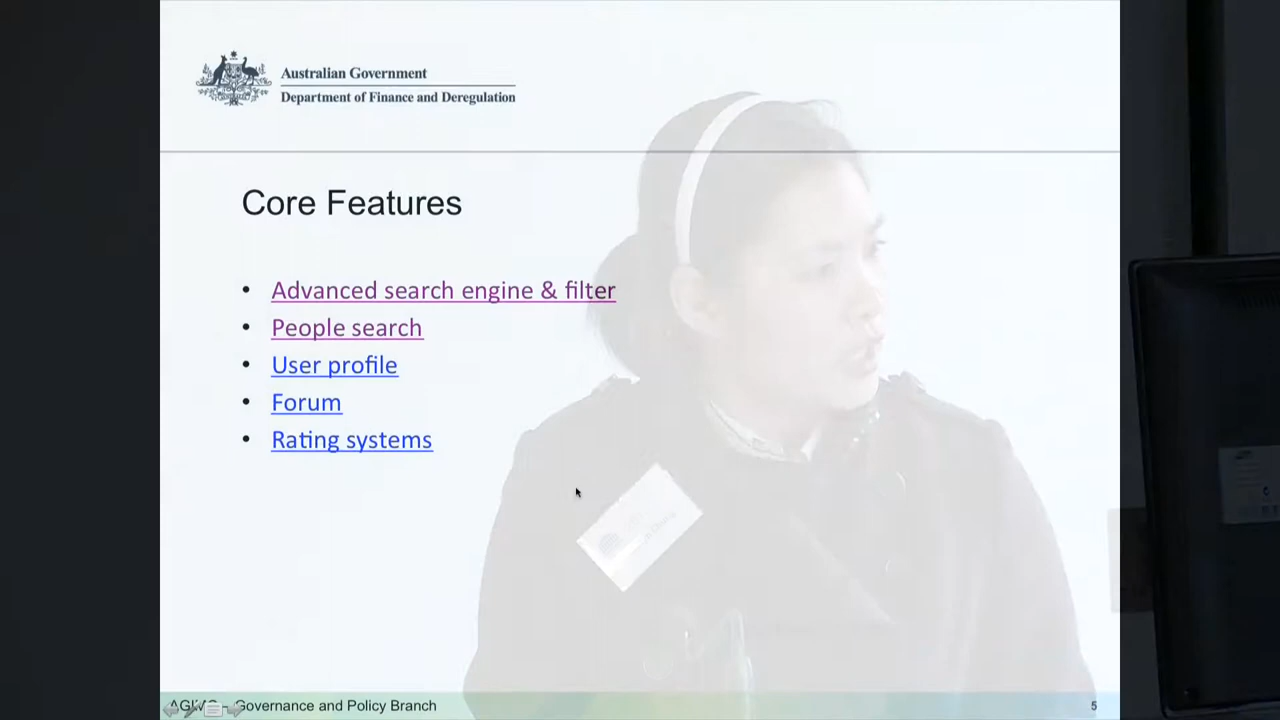 Australian Government
Department of Finance and Deregulation
Core Features
• Advanced search engine & filter
• People search
• User profile
• Forum
• Rating systems
Governance and Policy Branch
5